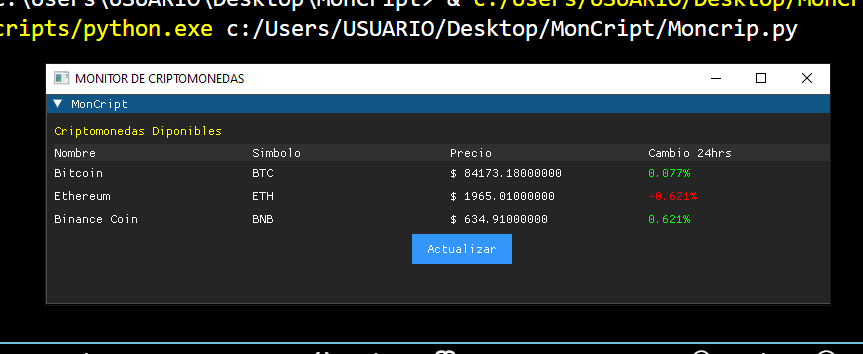 c:\Users\USUARIO\Desktop\MonCript> & c:/Users/USUARIO/Desktop/MonCr
cripts/python.exe c:/Users/USUARIO/Desktop/MonCript/Moncrip.py
MONITOR DE CRIPTOMONEDAS
MonCript
Criptomonedas Diponibles
Nombre Simbolo Precio Cambio 24hrs
Bitcoin BTC $ 84173.18000000 0.077%
Ethereum ETH $ 1965.01000000 -0.621%
Binance Coin BNB $ 634.91000000 0.621%
Actualizar